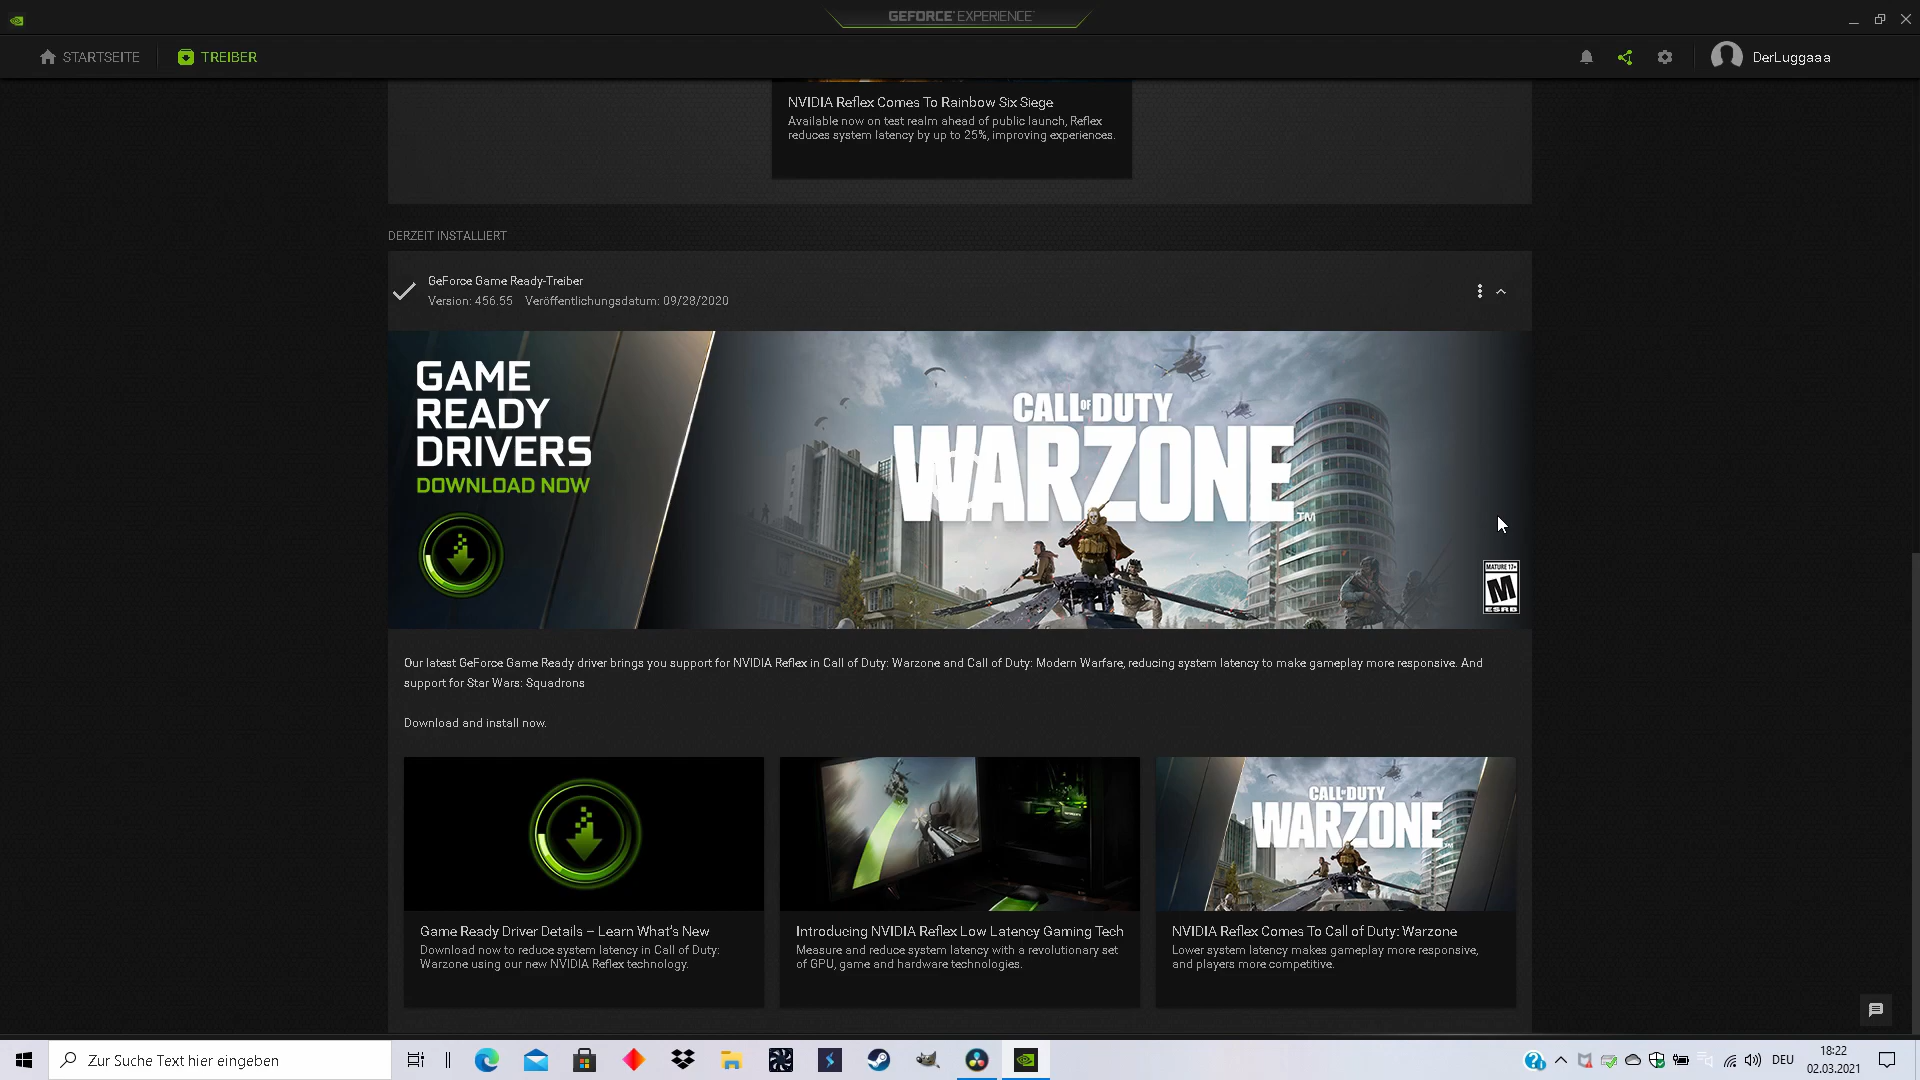 GEFORCE EXPERIENCE
STARTSEITE
TREIBER
DerLuggaaa
NVIDIA Reflex Comes To Rainbow Six Siege
Available now on test realm ahead of public launch, Reflex
reduces system latency by up to 25%, improving experiences.
DERZEIT INSTALLIERT
GeForce Game Ready-Treiber
Version: 456.55 Veröffentlichungsdatum: 09/28/2020
GAME
READY
DRIVERS
DOWNLOAD NOW
CALL OF DUTY
WARZONE™
MATURE 17+
M
ESRB
Our latest GeForce Game Ready driver brings you support for NVIDIA Reflex in Call of Duty: Warzone and Call of Duty: Modern Warfare, reducing system latency to make gameplay more responsive. And
support for Star Wars: Squadrons
Download and install now.
CALL OF DUTY
WARZONE
Game Ready Driver Details – Learn What's New
Download now to reduce system latency in Call of Duty:
Warzone using our new NVIDIA Reflex technology.
Introducing NVIDIA Reflex Low Latency Gaming Tech
Measure and reduce system latency with a revolutionary set
of GPU, game and hardware technologies.
NVIDIA Reflex Comes To Call of Duty: Warzone
Lower system latency makes gameplay more responsive,
and players more competitive.
Zur Suche Text hier eingeben
DEU
18:22
02.03.2021